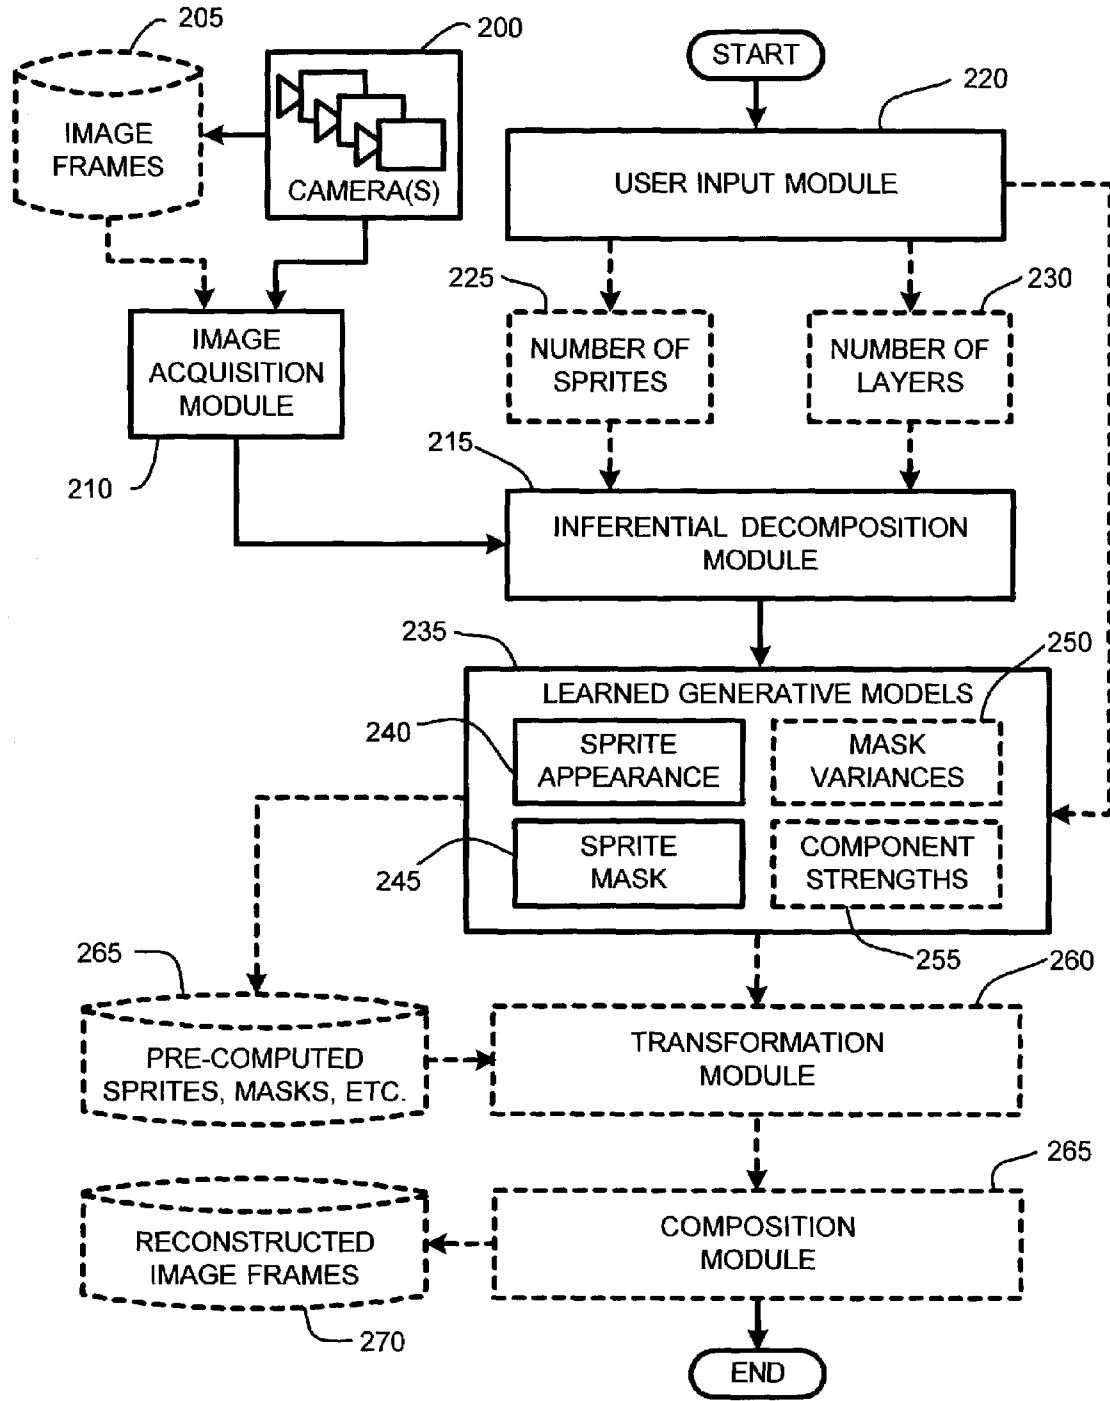 205
200
START
220
IMAGE
FRAMES
CAMERA(S)
USER INPUT MODULE
225
230
IMAGE
ACQUISITION
MODULE
NUMBER OF
SPRITES
NUMBER OF
LAYERS
210
215
INFERENTIAL DECOMPOSITION
MODULE
235
250
LEARNED GENERATIVE MODELS
240
SPRITE
APPEARANCE
MASK
VARIANCES
245
SPRITE
MASK
COMPONENT
STRENGTHS
265
255
260
PRE-COMPUTED
SPRITES, MASKS, ETC.
TRANSFORMATION
MODULE
265
RECONSTRUCTED
IMAGE FRAMES
COMPOSITION
MODULE
270
END